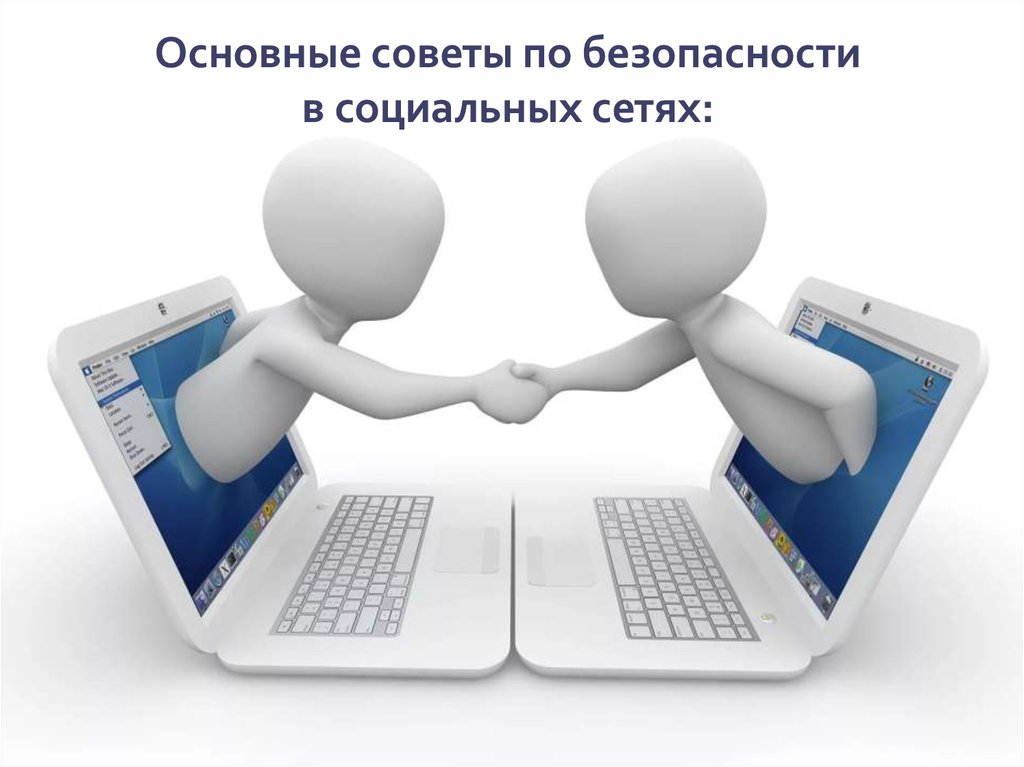 Основные советы по безопасности
в социальных сетях: